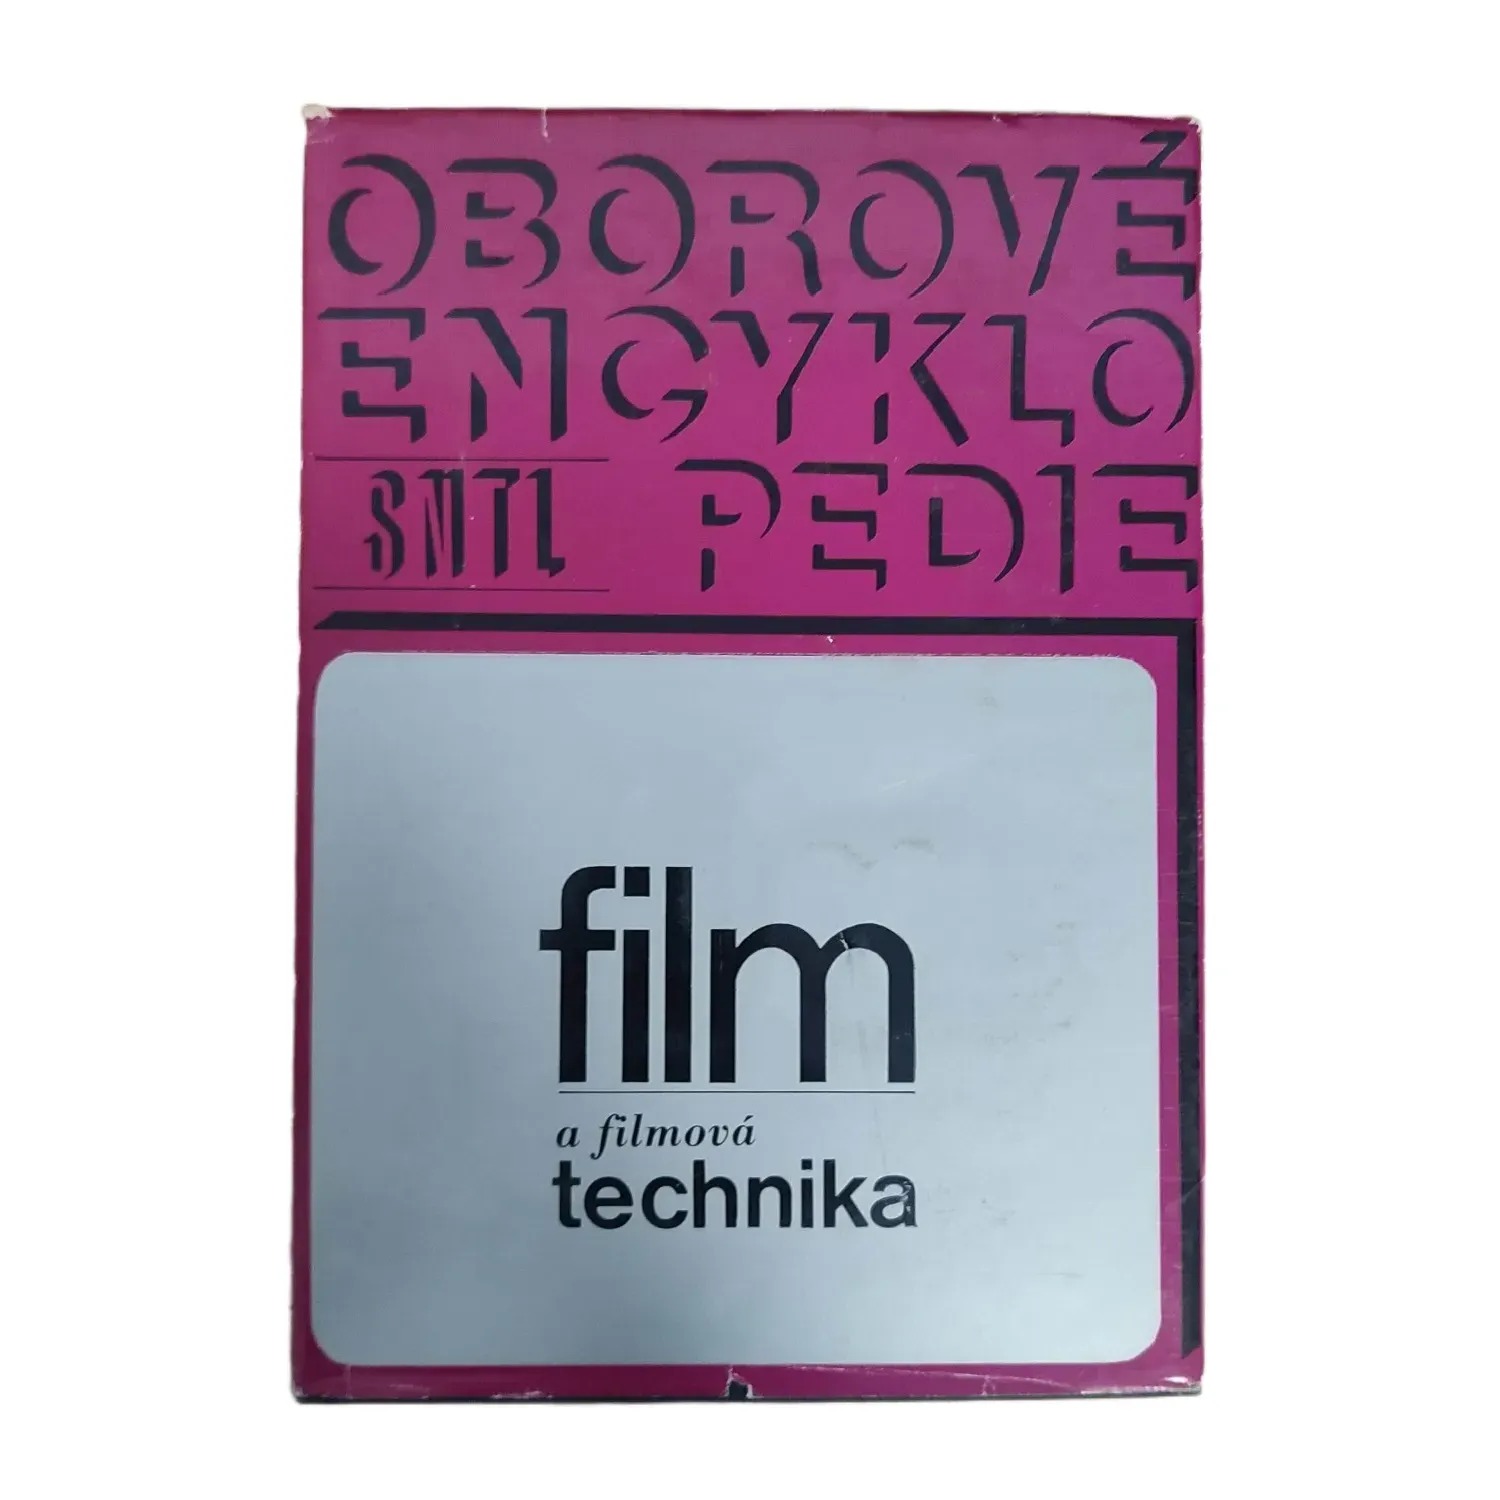 OBOROVÉ
ENCYKLO
SNTL PEDIE
film
a filmová
technika